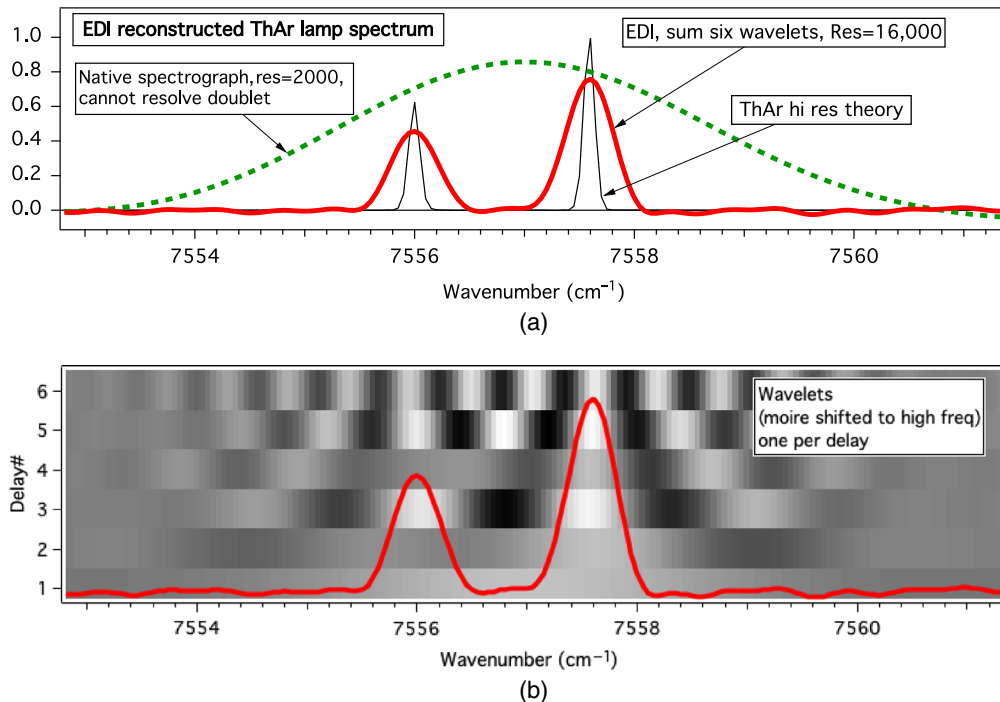 EDI reconstructed ThAr lamp spectrum
EDI, sum six wavelets, Res=16,000
Native spectrograph, res=2000,
cannot resolve doublet
ThAr hi res theory
1.0
0.8
0.6
0.4
0.2
0.0
7554
7556
7558
7560
Wavenumber (cm⁻¹)
(a)
Wavelets
(moire shifted to high freq)
one per delay
Delay#
6
5
4
3
2
1
7554
7556
7558
7560
Wavenumber (cm⁻¹)
(b)